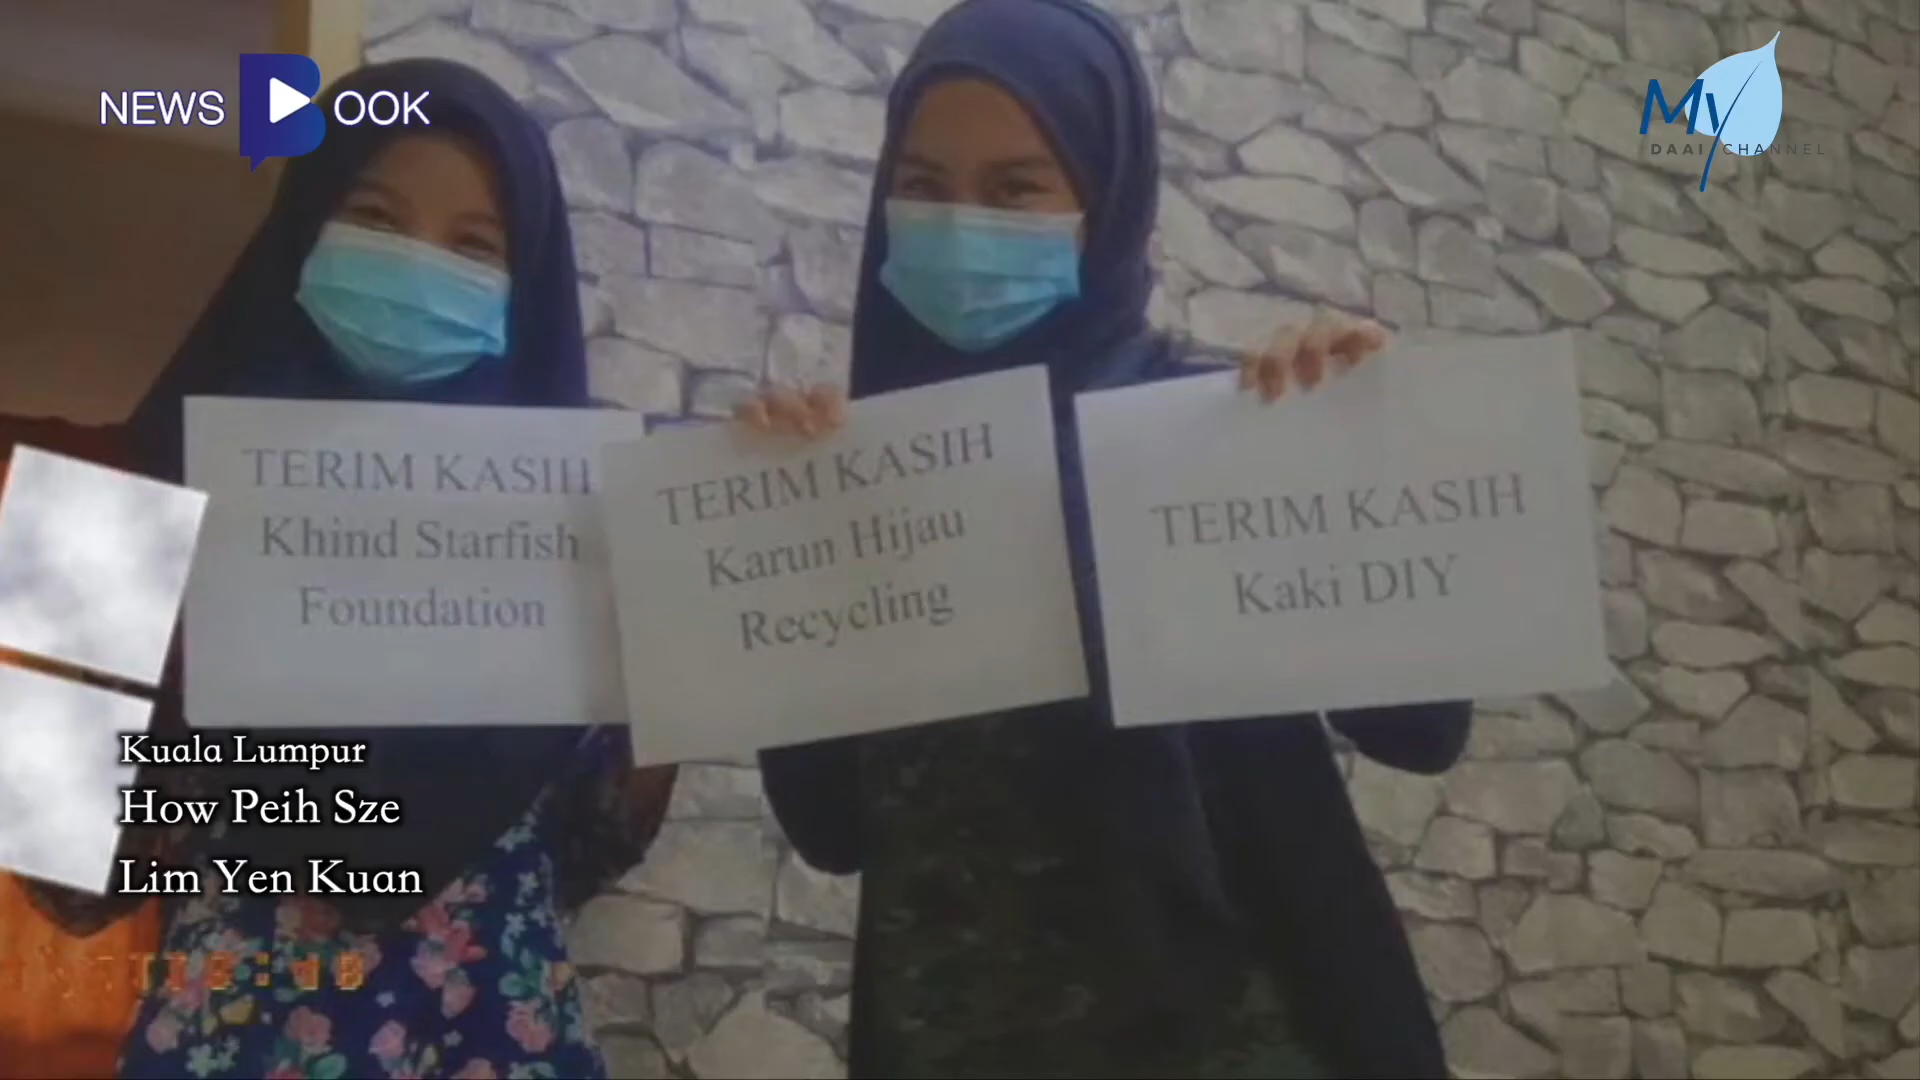 NEWS BOOK
My
DAAI CHANNEL
TERIM KASIH
Khind Starfish
Foundation
TERIM KASIH
Karun Hijau
Recycling
TERIM KASIH
Kaki DIY
Kuala Lumpur
How Peih Sze
Lim Yen Kuan